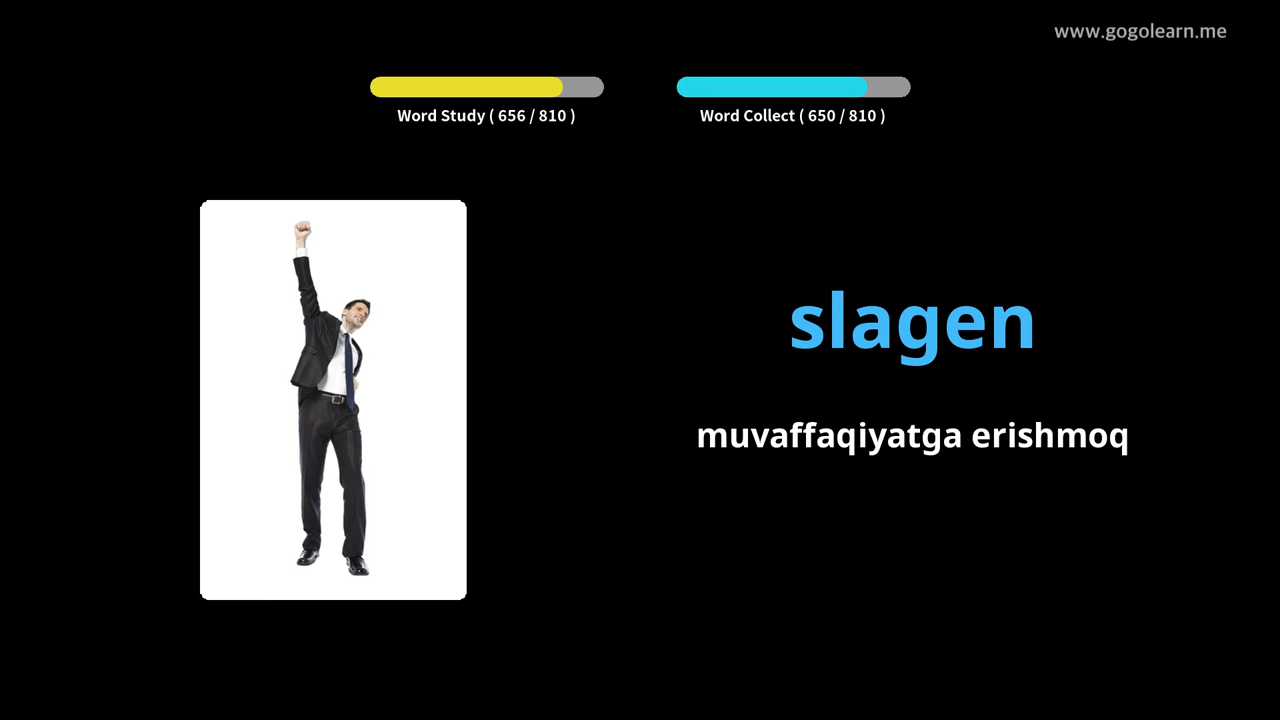 www.gogolearn.me
Word Study ( 656 / 810 )
Word Collect ( 650 / 810 )
slagen
muvaffaqiyatga erishmoq